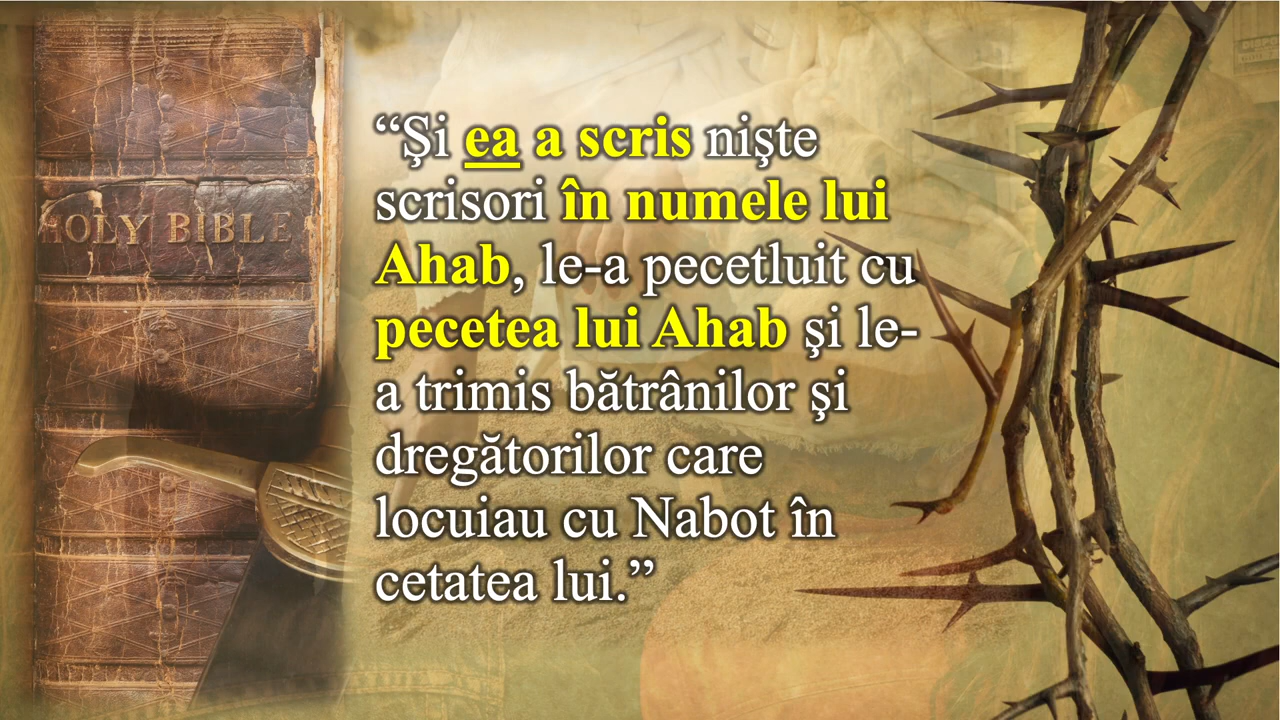 HOLY BIBLE
“Şi ea a scris nişte
scrisori în numele lui
Ahab, le-a pecetluit cu
pecetea lui Ahab şi le-
a trimis bătrânilor şi
dregătorilor care
locuiau cu Nabot în
cetatea lui.”